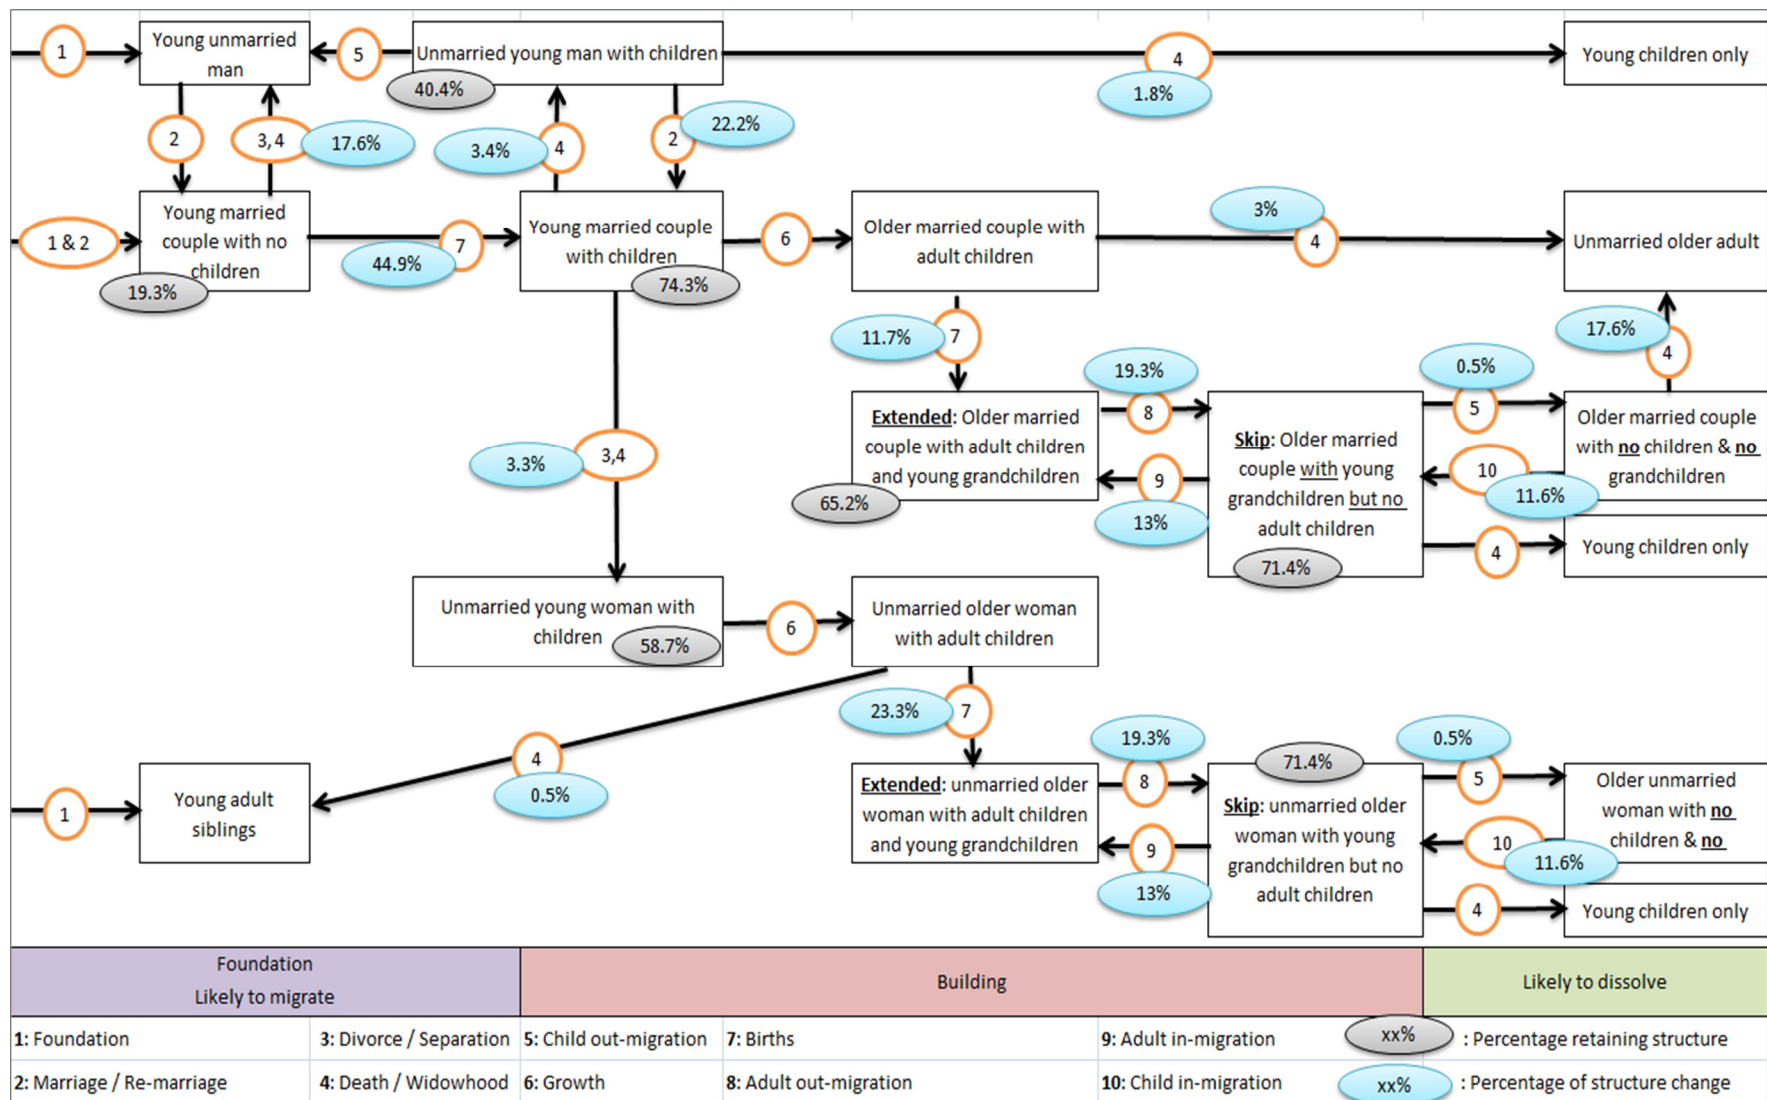 1
Young unmarried
man
5
Unmarried young man with children
40.4%
4
1.8%
Young children only
2
3, 4
17.6%
3.4%
4
2
22.2%
1 & 2
Young married
couple with no
children
19.3%
44.9%
7
Young married couple
with children
74.3%
6
Older married couple with
adult children
3%
4
Unmarried older adult
11.7%
7
17.6%
4
Extended: Older married
couple with adult children
and young grandchildren
65.2%
19.3%
8
9
13%
Skip: Older married
couple with young
grandchildren but no
adult children
71.4%
0.5%
5
10
11.6%
4
Older married couple
with no children & no
grandchildren
Young children only
3.3%
3,4
Unmarried young woman with
children
58.7%
6
Unmarried older woman
with adult children
23.3%
7
4
0.5%
1
Young adult
siblings
Extended: unmarried older
woman with adult children
and young grandchildren
19.3%
8
9
13%
71.4%
Skip: unmarried older
woman with young
grandchildren but no
adult children
0.5%
5
10
11.6%
4
Older unmarried
woman with no
children & no
Young children only
Foundation
Likely to migrate
Building
Likely to dissolve
1: Foundation
3: Divorce / Separation
5: Child out-migration
7: Births
9: Adult in-migration
xx%
: Percentage retaining structure
2: Marriage / Re-marriage
4: Death / Widowhood
6: Growth
8: Adult out-migration
10: Child in-migration
xx%
: Percentage of structure change